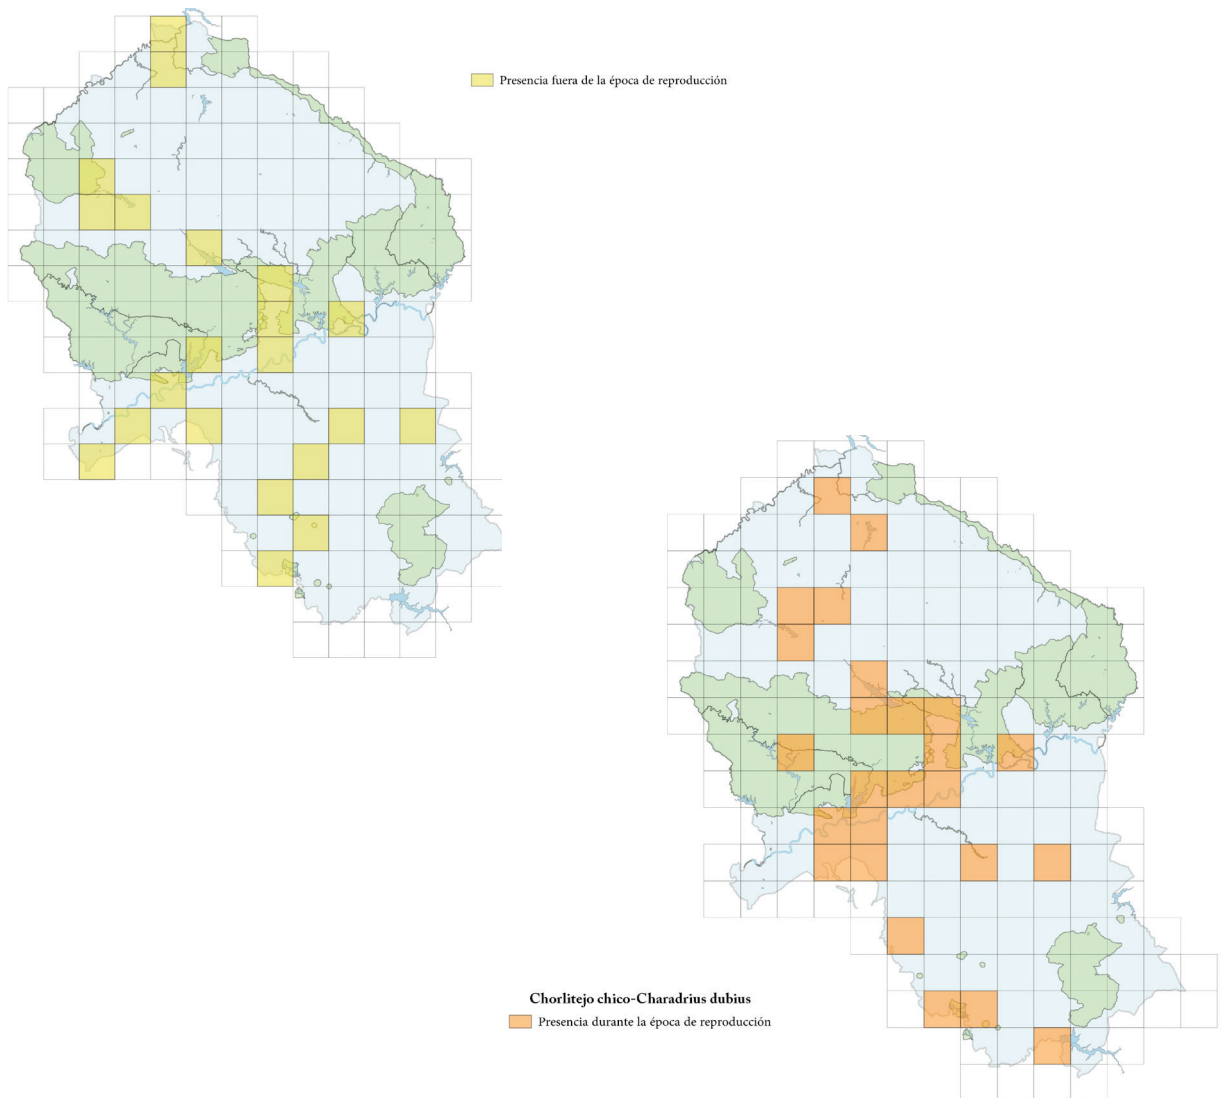 Presencia fuera de la época de reproducción
Chorlitejo chico-Charadrius dubius
Presencia durante la época de reproducción